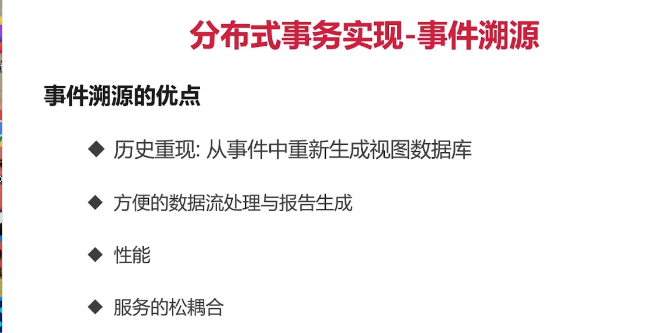 分布式事务实现-事件溯源
事件溯源的优点
◆ 历史重现: 从事件中重新生成视图数据库
◆ 方便的数据流处理与报告生成
◆ 性能
◆ 服务的松耦合